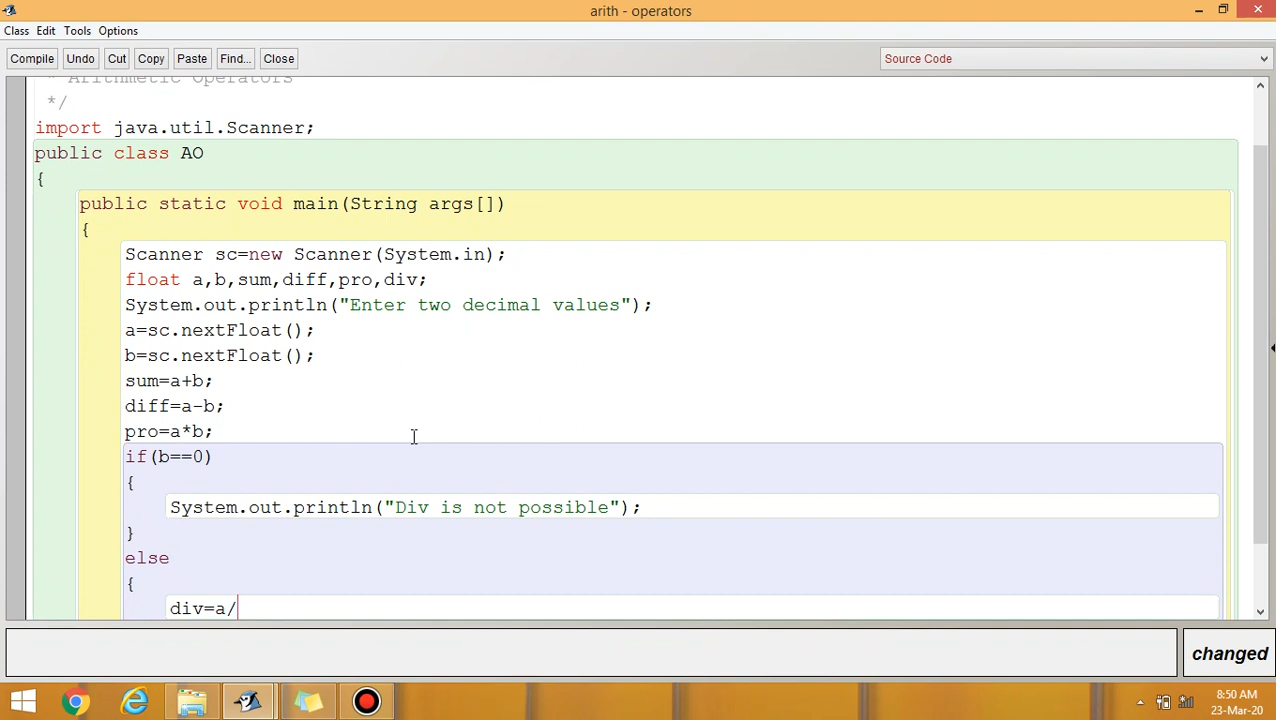 arith - operators
Class Edit Tools Options
Compile Undo Cut Copy Paste Find... Close Source Code
* Arithmetic Operators
*/
import java.util.Scanner;
public class AO
{
public static void main(String args[])
{
Scanner sc=new Scanner(System.in);
float a,b,sum,diff,pro,div;
System.out.println("Enter two decimal values");
a=sc.nextFloat();
b=sc.nextFloat();
sum=a+b;
diff=a-b;
pro=a*b;
if(b==0)
{
System.out.println("Div is not possible");
}
else
{
div=a/
changed
8:50 AM
23-Mar-20